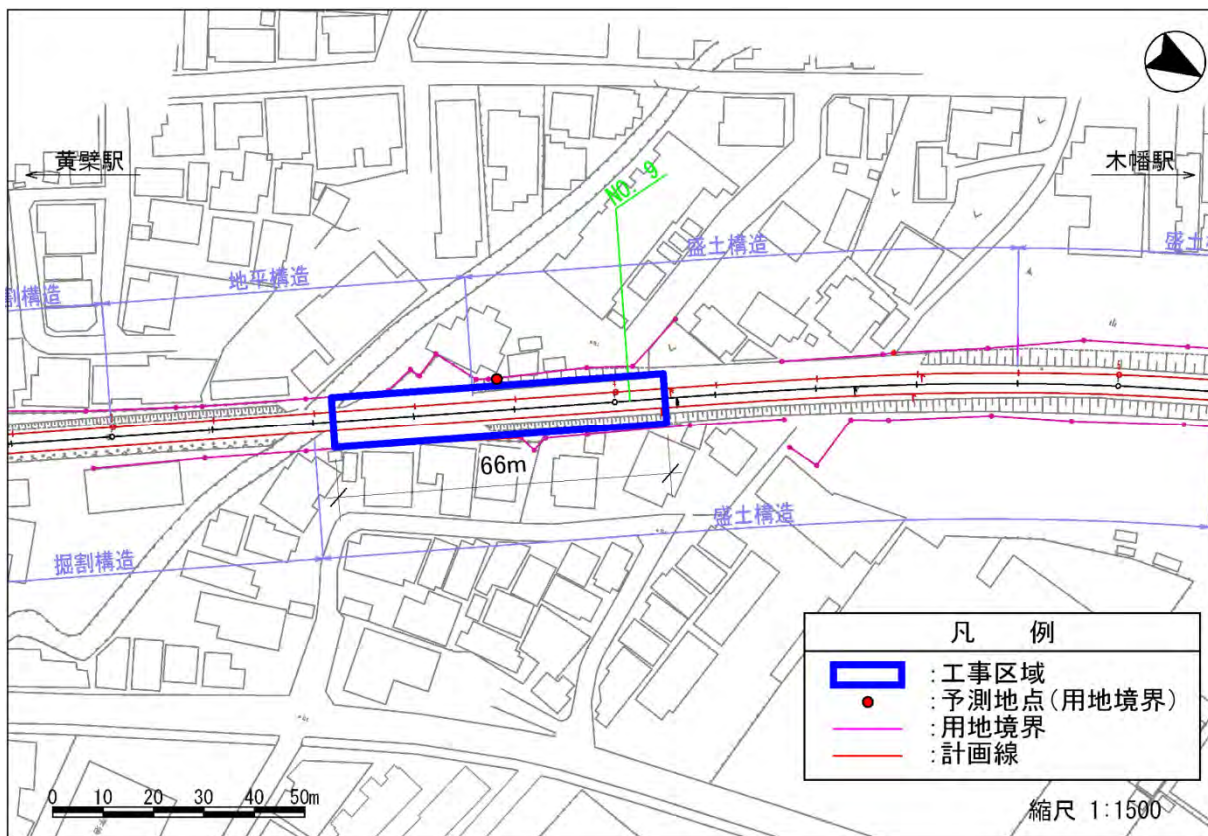 黄檗駅
木幡駅
NO. 9
盛土構造
盛土
地平構造
割構造
66m
盛土構造
掘割構造
凡 例
:工事区域
:予測地点(用地境界)
:用地境界
:計画線
0 10 20 30 40 50m
縮尺 1:1500